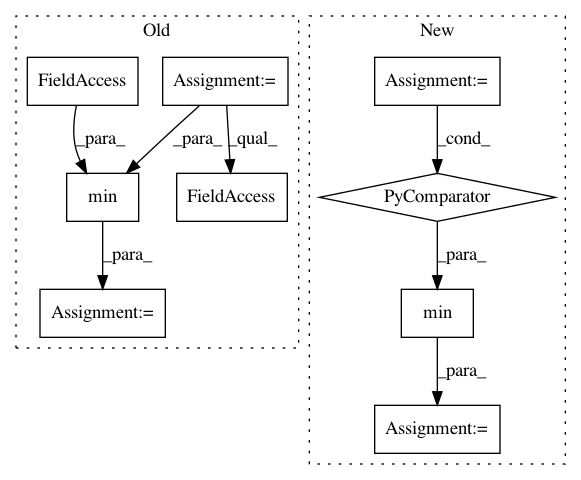 Old
New
FieldAccess
Assignment:=
Assignment:=
_para_
_para_
_qual_
_cond_
min
FieldAccess
PyComparator
_para_
_para_
Assignment:=
min
_para_
Assignment:=